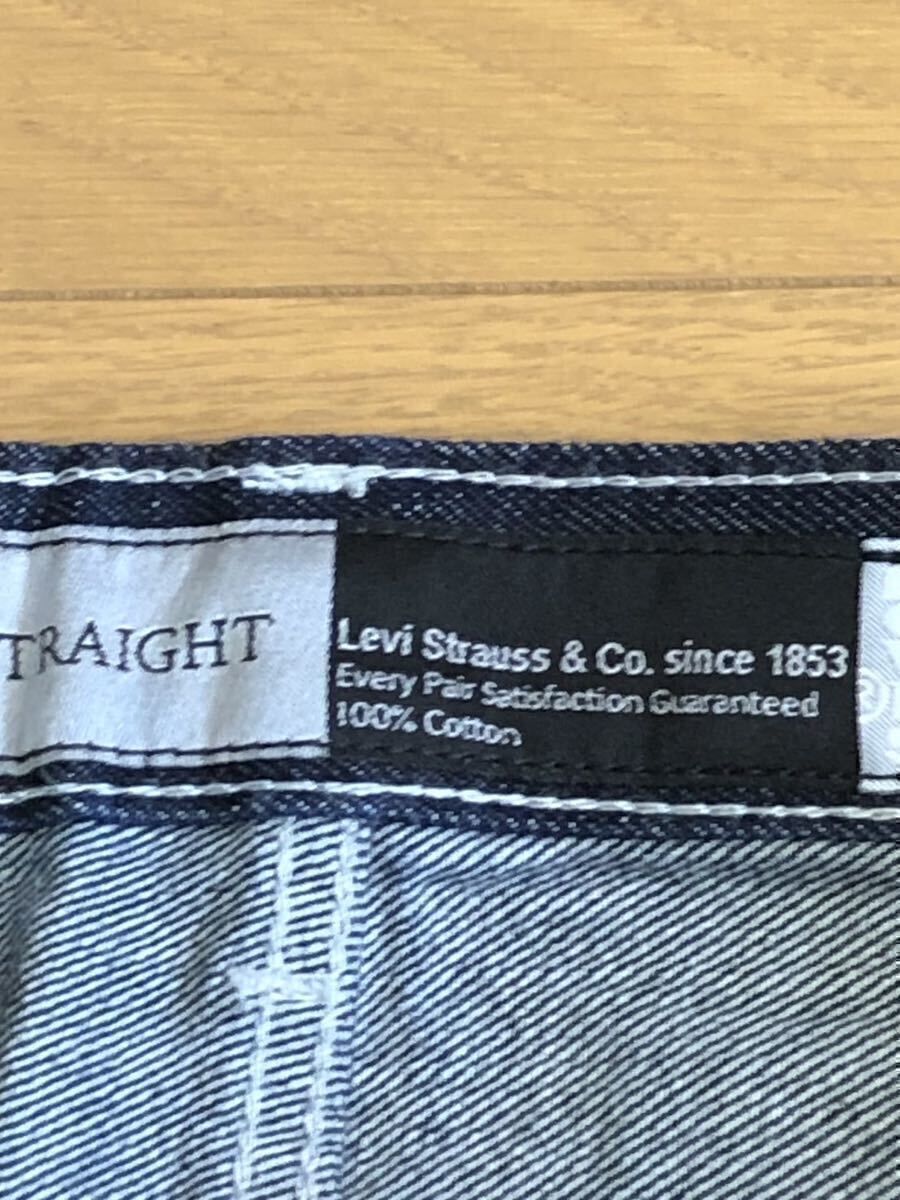 TRAIGHT
Levi Strauss & Co. since 1853
Every Pair Satisfaction Guaranteed
100% Cotton